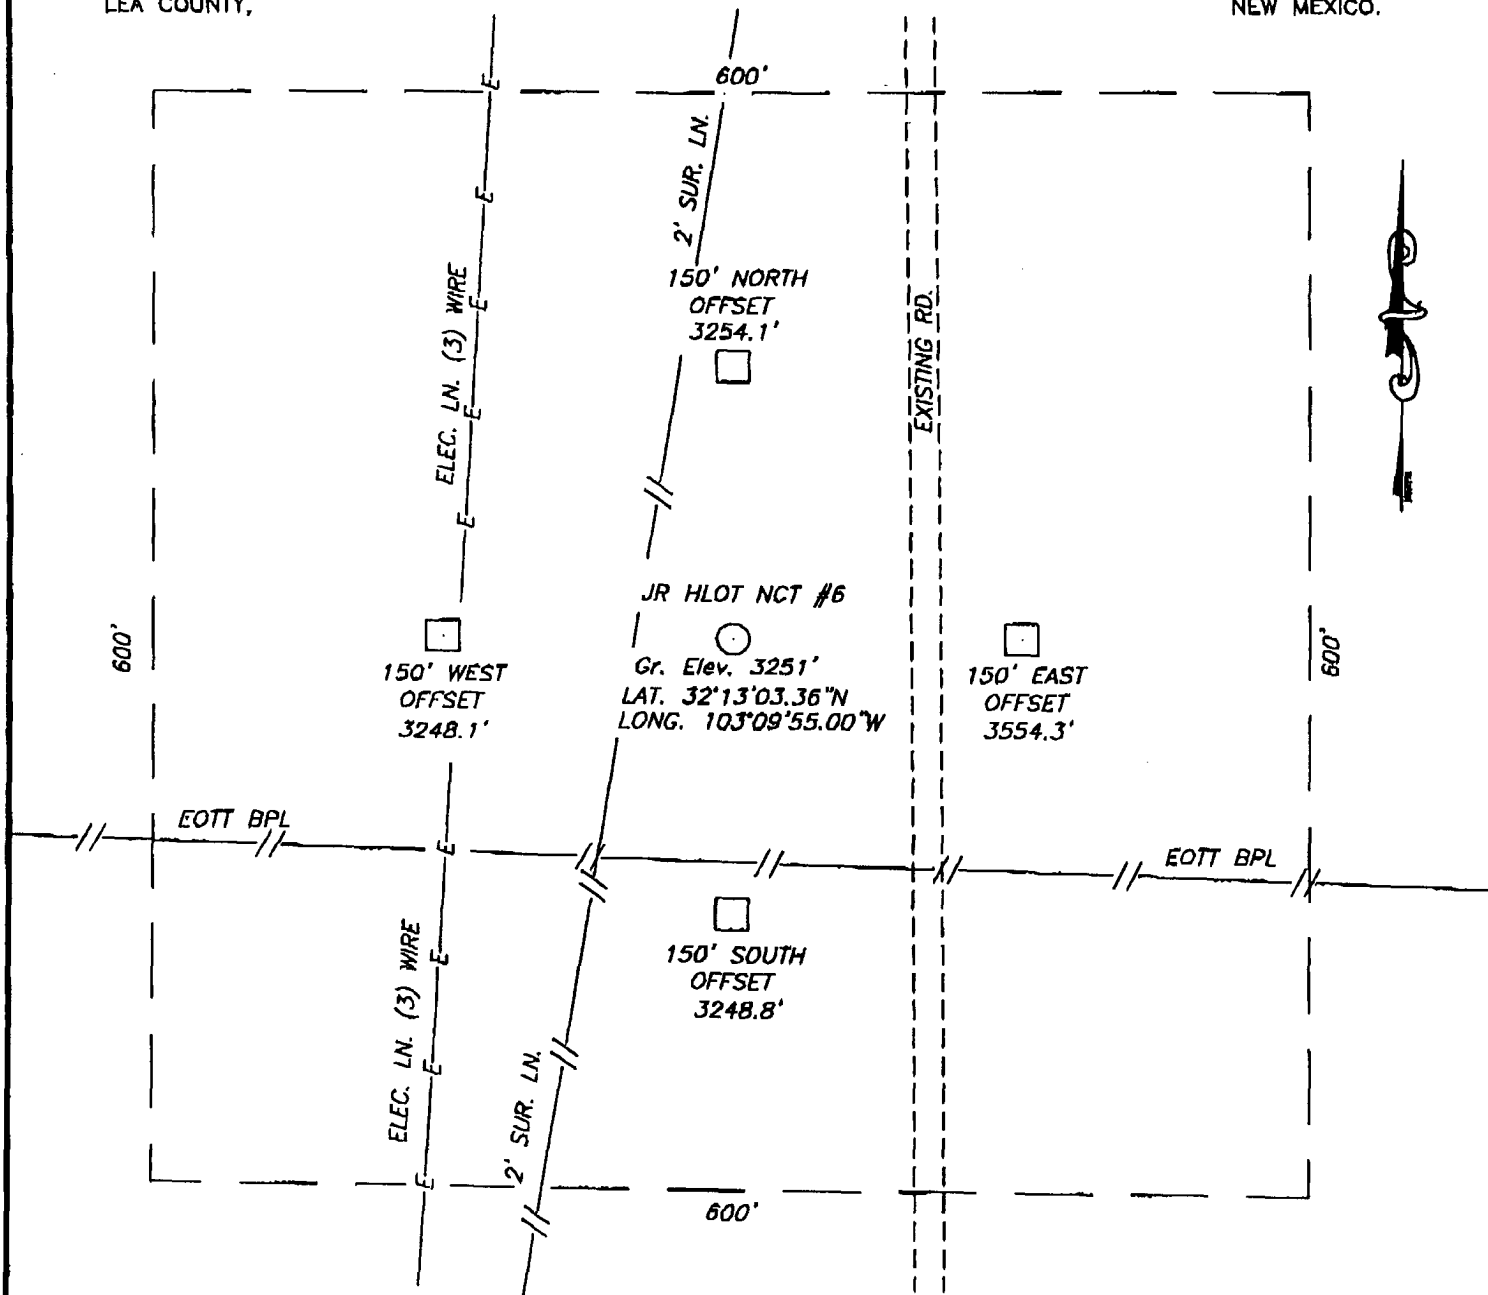 LEA COUNTY,
NEW MEXICO.
600'
2' SUR. LN.
150' NORTH
OFFSET
3254.1'
ELEC. LN. (3) WIRE
E
E
E
E
E
EXISTING RD.
JR HLOT NCT #6
600'
600'
Gr. Elev. 3251'
LAT. 32°13'03.36"N
LONG. 103°09'55.00"W
150' WEST
OFFSET
3248.1'
150' EAST
OFFSET
3554.3'
EOTT BPL
EOTT BPL
E
150' SOUTH
OFFSET
3248.8'
ELEC. LN. (3) WIRE
E
E
E
2' SUR. LN.
600'